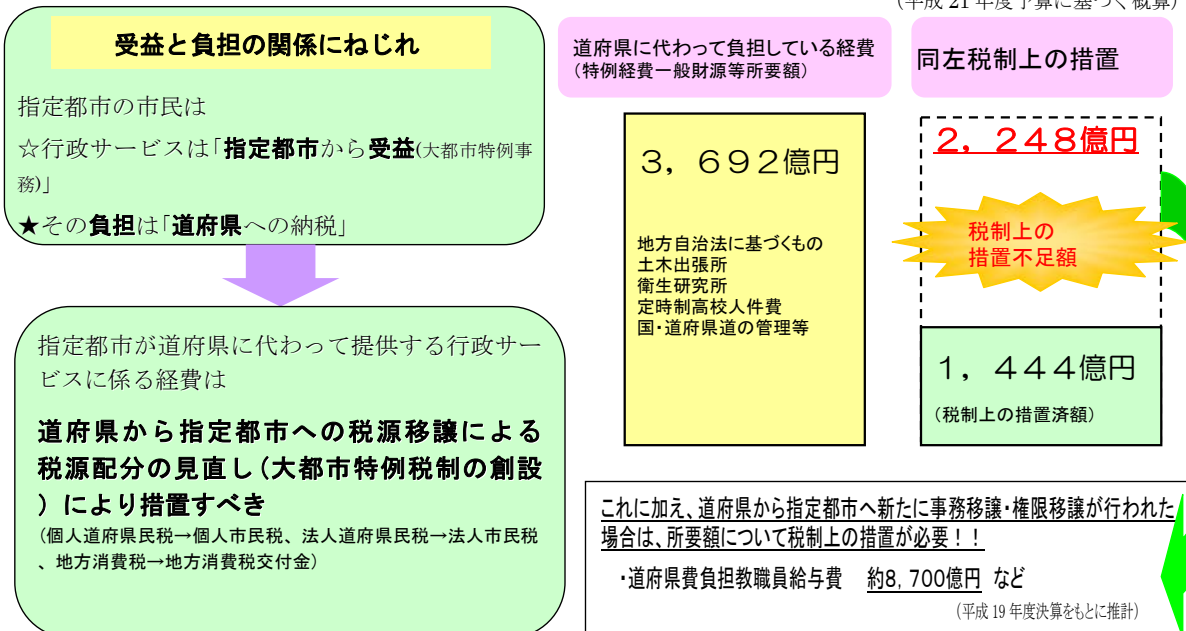 (平成 21 年度予算に基づく概算)
受益と負担の関係にねじれ
指定都市の市民は
☆行政サービスは「指定都市から受益(大都市特例事
務)」
★その負担は「道府県への納税」
指定都市が道府県に代わって提供する行政サー
ビスに係る経費は
道府県から指定都市への税源移譲による
税源配分の見直し(大都市特例税制の創設
)により措置すべき
(個人道府県民税→個人市民税、法人道府県民税→法人市民税
、地方消費税→地方消費税交付金)
道府県に代わって負担している経費
(特例経費一般財源等所要額)
同左税制上の措置
3，692億円
地方自治法に基づくもの
土木出張所
衛生研究所
定時制高校人件費
国・道府県道の管理等
2，248億円
税制上の
措置不足額
1，444億円
(税制上の措置済額)
これに加え、道府県から指定都市へ新たに事務移譲・権限移譲が行われた
場合は、所要額について税制上の措置が必要！！
・道府県費負担教職員給与費　約8,700億円 など
(平成 19 年度決算をもとに推計)